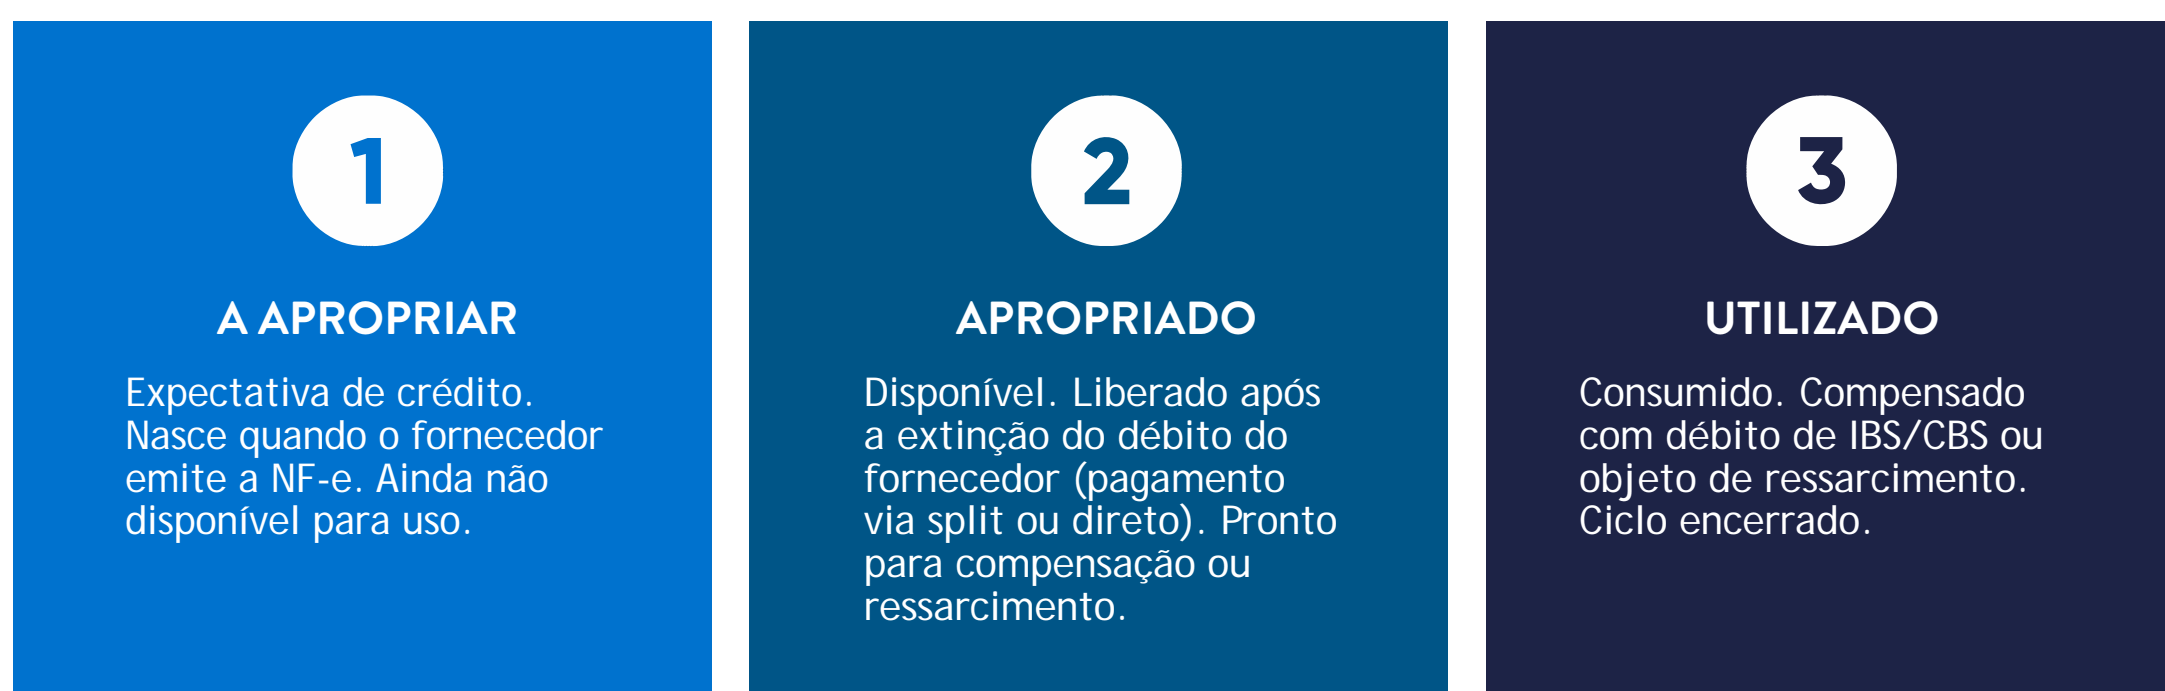 1
A APROPRIAR
Expectativa de crédito.
Nasce quando o fornecedor
emite a NF-e. Ainda não
disponível para uso.
2
APROPRIADO
Disponível. Liberado após
a extinção do débito do
fornecedor (pagamento
via split ou direto). Pronto
para compensação ou
ressarcimento.
3
UTILIZADO
Consumido. Compensado
com débito de IBS/CBS ou
objeto de ressarcimento.
Ciclo encerrado.